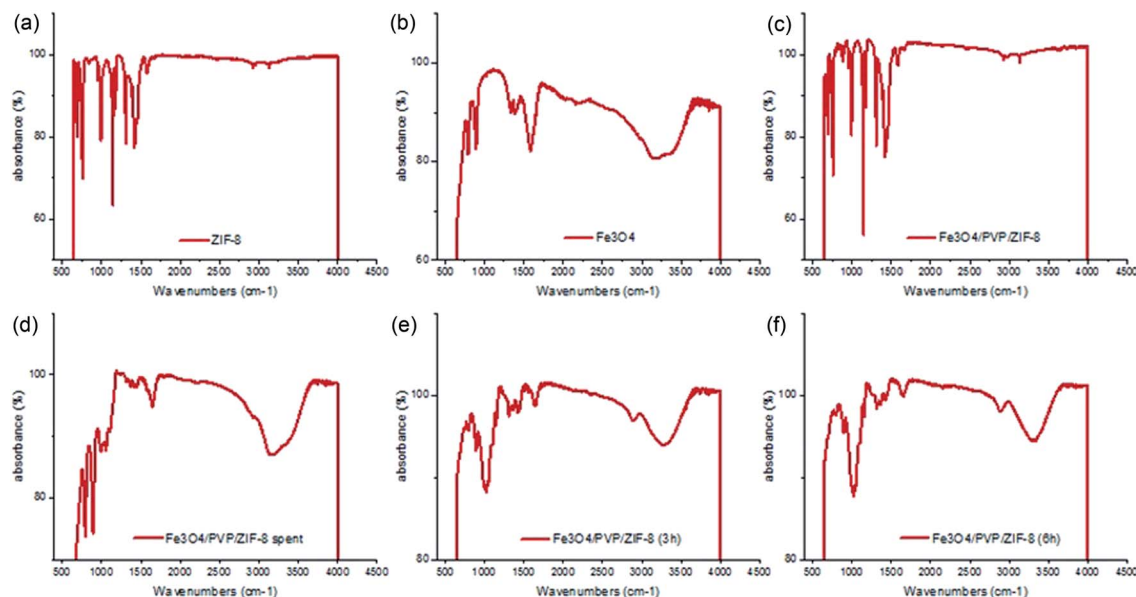 (a)
absorbance (%)
100
80
60
ZIF-8
500 1000 1500 2000 2500 3000 3500 4000 4500
Wavenumbers (cm-1)
(b)
absorbance (%)
100
80
60
Fe3O4
500 1000 1500 2000 2500 3000 3500 4000 4500
Wavenumbers (cm-1)
(c)
absorbance (%)
100
80
60
Fe3O4/PVP/ZIF-8
500 1000 1500 2000 2500 3000 3500 4000 4500
Wavenumbers (cm-1)
(d)
absorbance (%)
100
80
Fe3O4/PVP/ZIF-8 spent
500 1000 1500 2000 2500 3000 3500 4000 4500
Wavenumbers (cm-1)
(e)
absorbance (%)
100
80
Fe3O4/PVP/ZIF-8 (3h)
500 1000 1500 2000 2500 3000 3500 4000 4500
Wavenumbers (cm-1)
(f)
absorbance (%)
100
80
Fe3O4/PVP/ZIF-8 (6h)
500 1000 1500 2000 2500 3000 3500 4000 4500
Wavenumbers (cm-1)